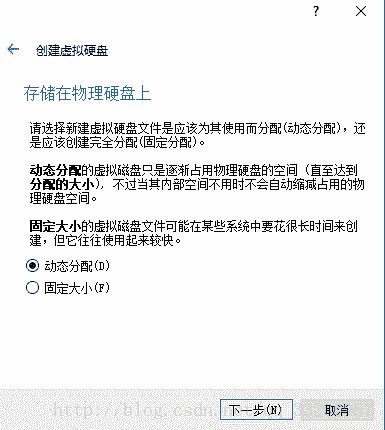 ?
创建虚拟硬盘
存储在物理硬盘上
请选择新建虚拟硬盘文件是应该为其使用而分配(动态分配)，还
是应该创建完全分配(固定分配)。
动态分配的虚拟磁盘只是逐渐占用物理硬盘的空间（直至达到
分配的大小），不过当其内部空间不用时不会自动缩减占用的物
理硬盘空间。
固定大小的虚拟磁盘文件可能在某些系统中要花很长时间来创
建，但它往往使用起来较快。
动态分配(D)
固定大小(F)
下一步(N) 取消
http://blog.csdn.n